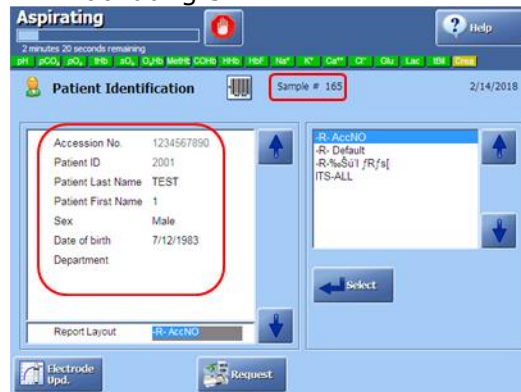 Aspirating
Help
2 minutes 20 seconds remaining
pH pCO₂ pO₂ tHb sO₂ O₂Hb MetHb COHb HHb HbF Na⁺ K⁺ Ca⁺⁺ Cl⁻ Glu Lac tBil Crea
Patient Identification
Sample # 165
2/14/2018
Accession No. 1234567890
Patient ID 2001
Patient Last Name TEST
Patient First Name 1
Sex Male
Date of birth 7/12/1983
Department
Report Layout -R- AccNO
-R- AccNO
-R- Default
ITS-ALL
Select
Electrode
Upd.
Request